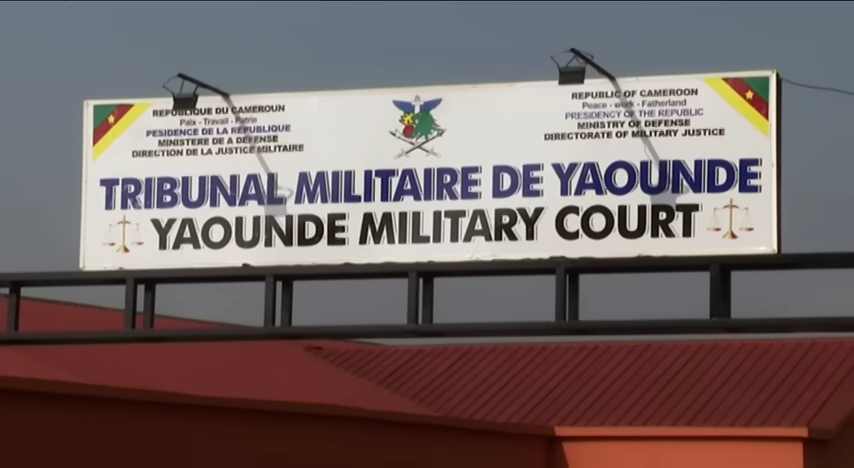 REPUBLIQUE DU CAMEROUN
Paix - Travail - Patrie
PESIDENCE DE LA REPUBLIQUE
MINISTERE DE A DEFENSE
DIRECTION DE LA JUSTICE MILITAIRE
REPUBLIC OF CAMEROON
Peace - work - Fatherland
PRESIDENCY OF THE REPUBLIC
MINISTRY OF DEFENSE
DIRECTORATE OF MILITARY JUSTICE
TRIBUNAL MILITAIRE DE YAOUNDE
YAOUNDE MILITARY COURT